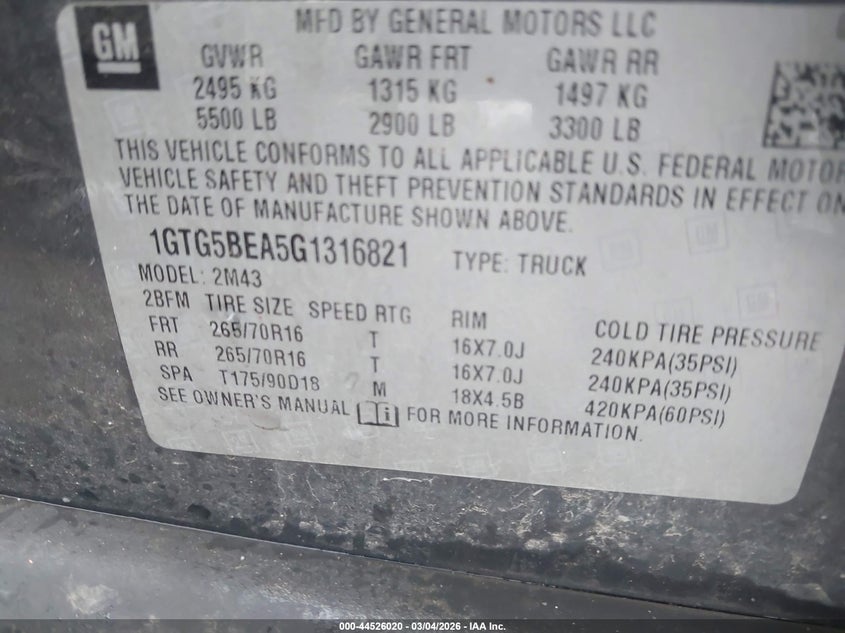 GM
MFD BY GENERAL MOTORS LLC
GVWR GAWR FRT GAWR RR
2495 KG 1315 KG 1497 KG
5500 LB 2900 LB 3300 LB
THIS VEHICLE CONFORMS TO ALL APPLICABLE U.S. FEDERAL MOTOR
VEHICLE SAFETY AND THEFT PREVENTION STANDARDS IN EFFECT ON
THE DATE OF MANUFACTURE SHOWN ABOVE.
1GTG5BEA5G1316821 TYPE: TRUCK
MODEL: 2M43
2BFM TIRE SIZE SPEED RTG RIM COLD TIRE PRESSURE
FRT 265/70R16 T 16X7.0J 240KPA(35PSI)
RR 265/70R16 T 16X7.0J 240KPA(35PSI)
SPA T175/90D18 M 18X4.5B 420KPA(60PSI)
SEE OWNER'S MANUAL FOR MORE INFORMATION.
000-44526020 - 03/04/2026 - IAA Inc.